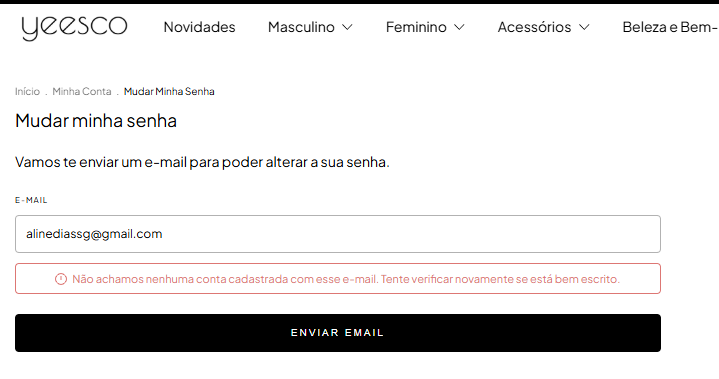 yeesco Novidades Masculino Feminino Acessórios Beleza e Bem-
Início . Minha Conta . Mudar Minha Senha
Mudar minha senha
Vamos te enviar um e-mail para poder alterar a sua senha.
E-MAIL
alinediassg@gmail.com
Não achamos nenhuma conta cadastrada com esse e-mail. Tente verificar novamente se está bem escrito.
ENVIAR EMAIL